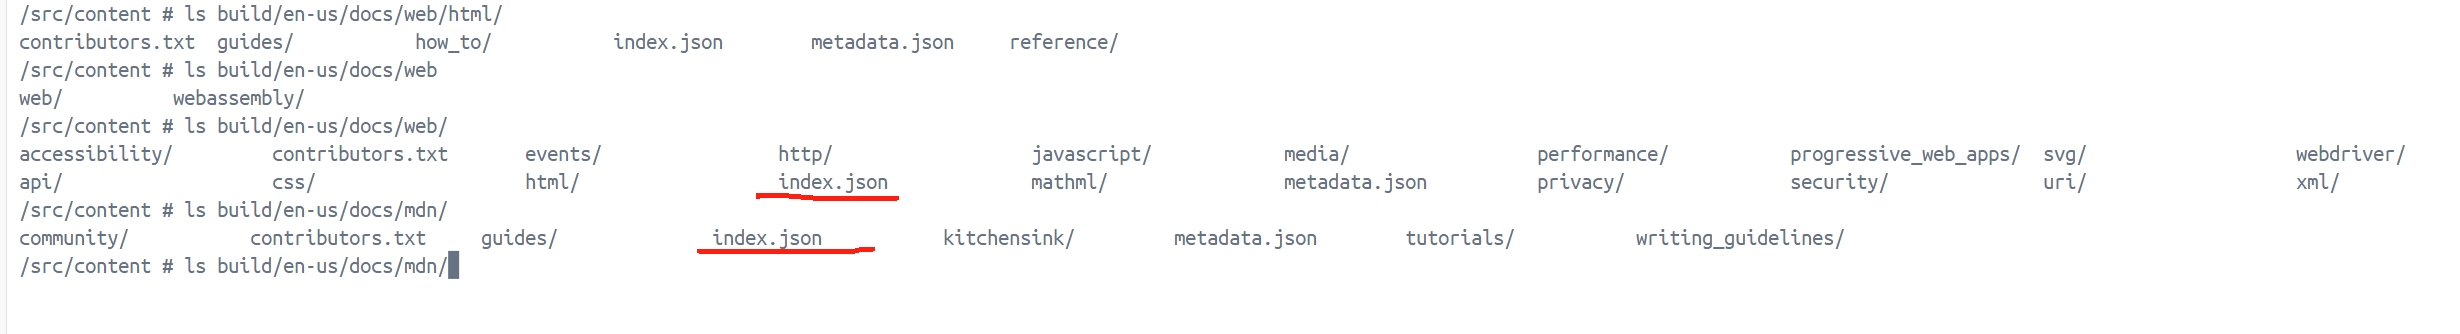 /src/content # ls build/en-us/docs/web/html/
contributors.txt guides/ how_to/ index.json metadata.json reference/
/src/content # ls build/en-us/docs/web
web/ webassembly/
/src/content # ls build/en-us/docs/web/
accessibility/ contributors.txt events/ http/ javascript/ media/ performance/ progressive_web_apps/ svg/ webdriver/
api/ css/ html/ index.json mathml/ metadata.json privacy/ security/ uri/ xml/
/src/content # ls build/en-us/docs/mdn/
community/ contributors.txt guides/ index.json kitchensink/ metadata.json tutorials/ writing_guidelines/
/src/content # ls build/en-us/docs/mdn/